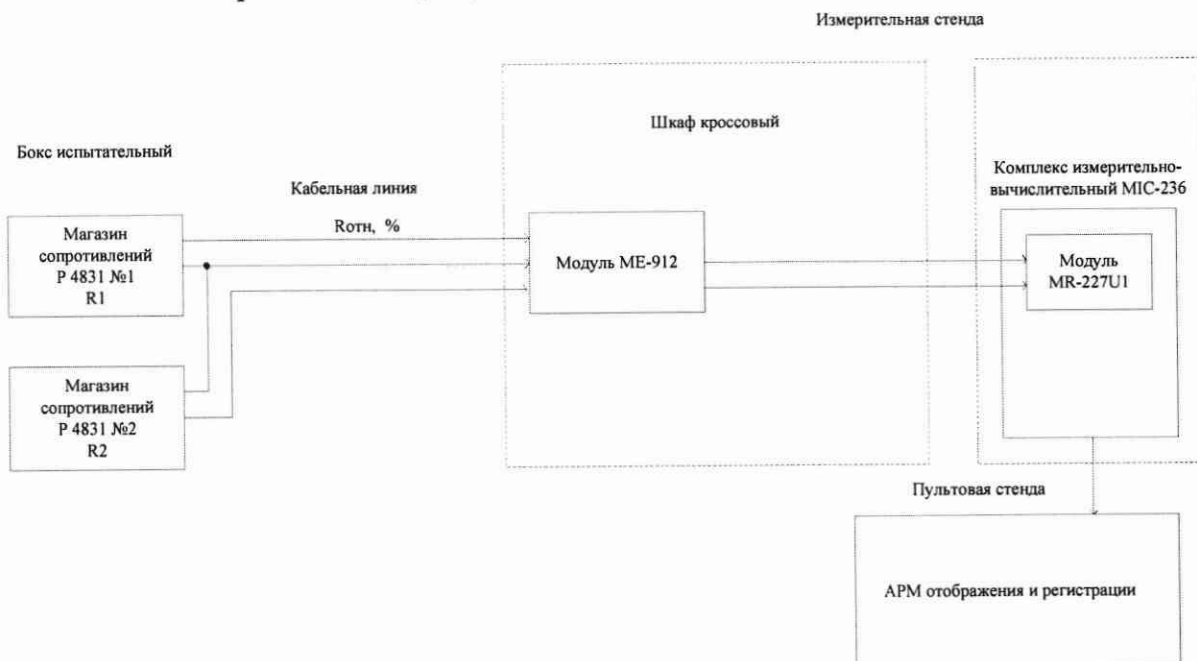 Измерительная стенда
Шкаф кроссовый
Бокс испытательный
Кабельная линия
Rотн, %
Комплекс измерительно-
вычислительный MIC-236
Магазин
сопротивлений
Р 4831 №1
R1
Модуль ME-912
Модуль
MR-227U1
Магазин
сопротивлений
Р 4831 №2
R2
Пультовая стенда
АРМ отображения и регистрации